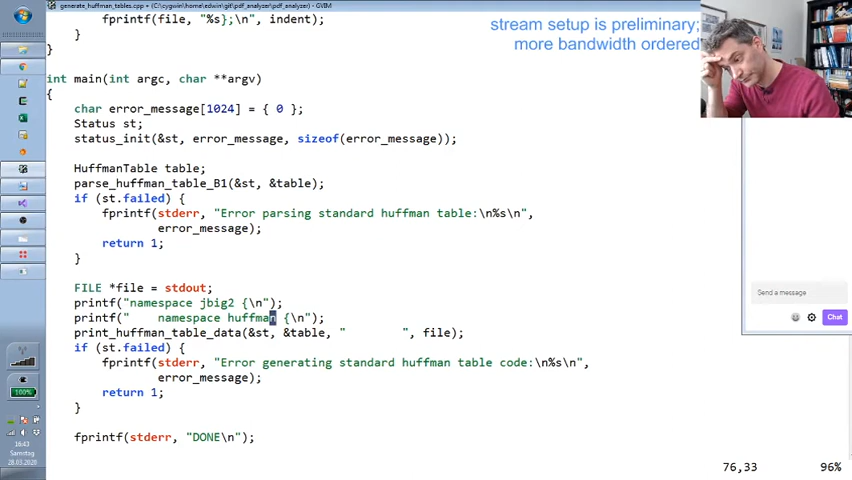 generate_huffman_tables.cpp + (C:\cygwin\home\edwin\git\pdf_analyzer\pdf_analyzer) - GVIM
fprintf(file, "%s};\n", indent);
}
}
int main(int argc, char **argv)
{
char error_message[1024] = { 0 };
Status st;
status_init(&st, error_message, sizeof(error_message));
HuffmanTable table;
parse_huffman_table_B1(&st, &table);
if (st.failed) {
fprintf(stderr, "Error parsing standard huffman table:\n%s\n",
error_message);
return 1;
}
FILE *file = stdout;
printf("namespace jbig2 {\n");
printf("    namespace huffman {\n");
print_huffman_table_data(&st, &table, "        ", file);
if (st.failed) {
fprintf(stderr, "Error generating standard huffman table code:\n%s\n",
error_message);
return 1;
}
fprintf(stderr, "DONE\n");
76,33 96%
stream setup is preliminary;
more bandwidth ordered
Send a message
Chat
100%
16:43
Samstag
28.03.2020